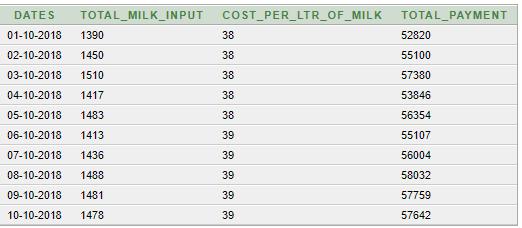 DATES TOTAL_MILK_INPUT COST_PER_LTR_OF_MILK TOTAL_PAYMENT
01-10-2018 1390 38 52820
02-10-2018 1450 38 55100
03-10-2018 1510 38 57380
04-10-2018 1417 38 53846
05-10-2018 1483 38 56354
06-10-2018 1413 39 55107
07-10-2018 1436 39 56004
08-10-2018 1488 39 58032
09-10-2018 1481 39 57759
10-10-2018 1478 39 57642